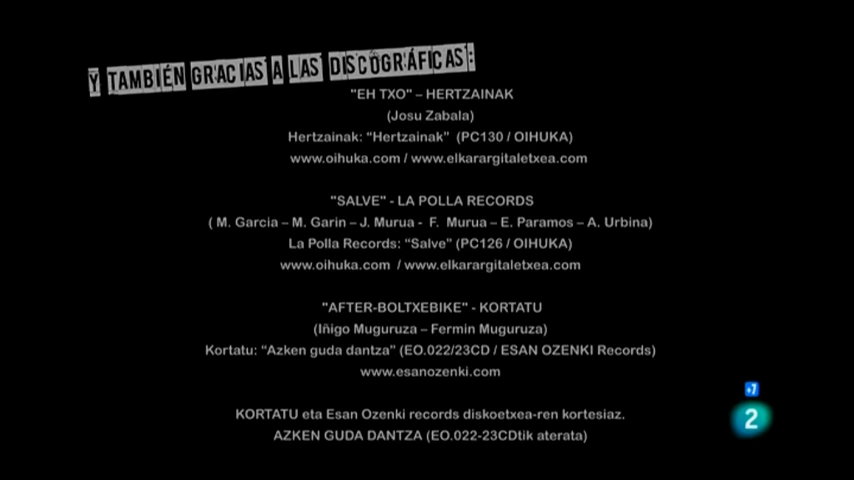 Y TAMBIÉN GRACIAS A LAS DISCOGRÁFICAS:
"EH TXO" – HERTZAINAK
(Josu Zabala)
Hertzainak: “Hertzainak” (PC130 / OIHUKA)
www.oihuka.com / www.elkarargitaletxea.com
"SALVE" - LA POLLA RECORDS
( M. Garcia – M. Garin – J. Murua - F. Murua – E. Paramos – A. Urbina)
La Polla Records: “Salve” (PC126 / OIHUKA)
www.oihuka.com / www.elkarargitaletxea.com
"AFTER-BOLTXEBIKE" - KORTATU
(Iñigo Muguruza – Fermin Muguruza)
Kortatu: “Azken guda dantza” (EO.022/23CD / ESAN OZENKI Records)
www.esanozenki.com
KORTATU eta Esan Ozenki records diskoetxea-ren kortesiaz.
AZKEN GUDA DANTZA (EO.022-23CDtik aterata)
+7
2